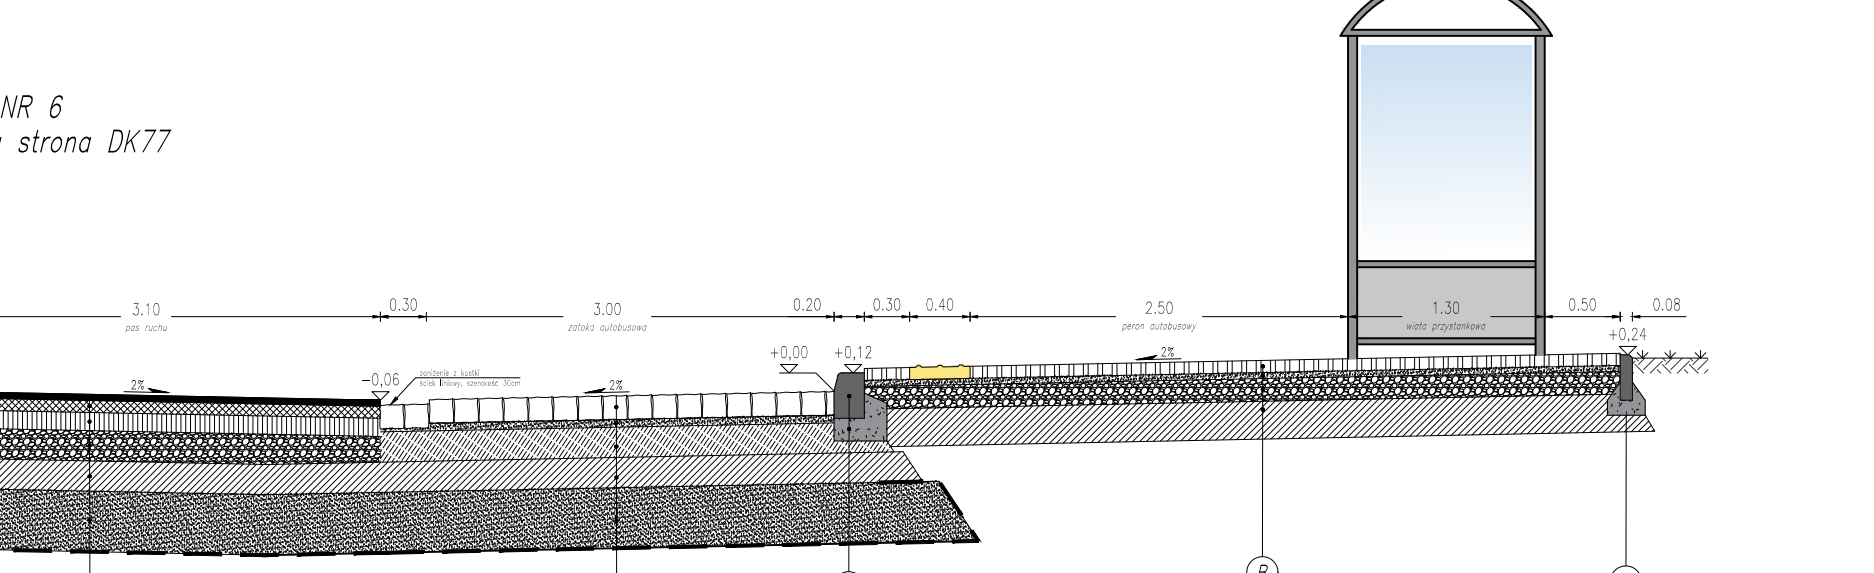 NR 6
strona DK77
3.10
pas ruchu
0.30
3.00
zatoka autobusowa
0.20
0.30
0.40
2.50
peron autobusowy
1.30
wiata przystankowa
0.50
0.08
+0,24
+0,00
+0,12
2%
-0,06
zaniżenie z kostki
ściek liniowy, szerokość 30cm
2%
2%